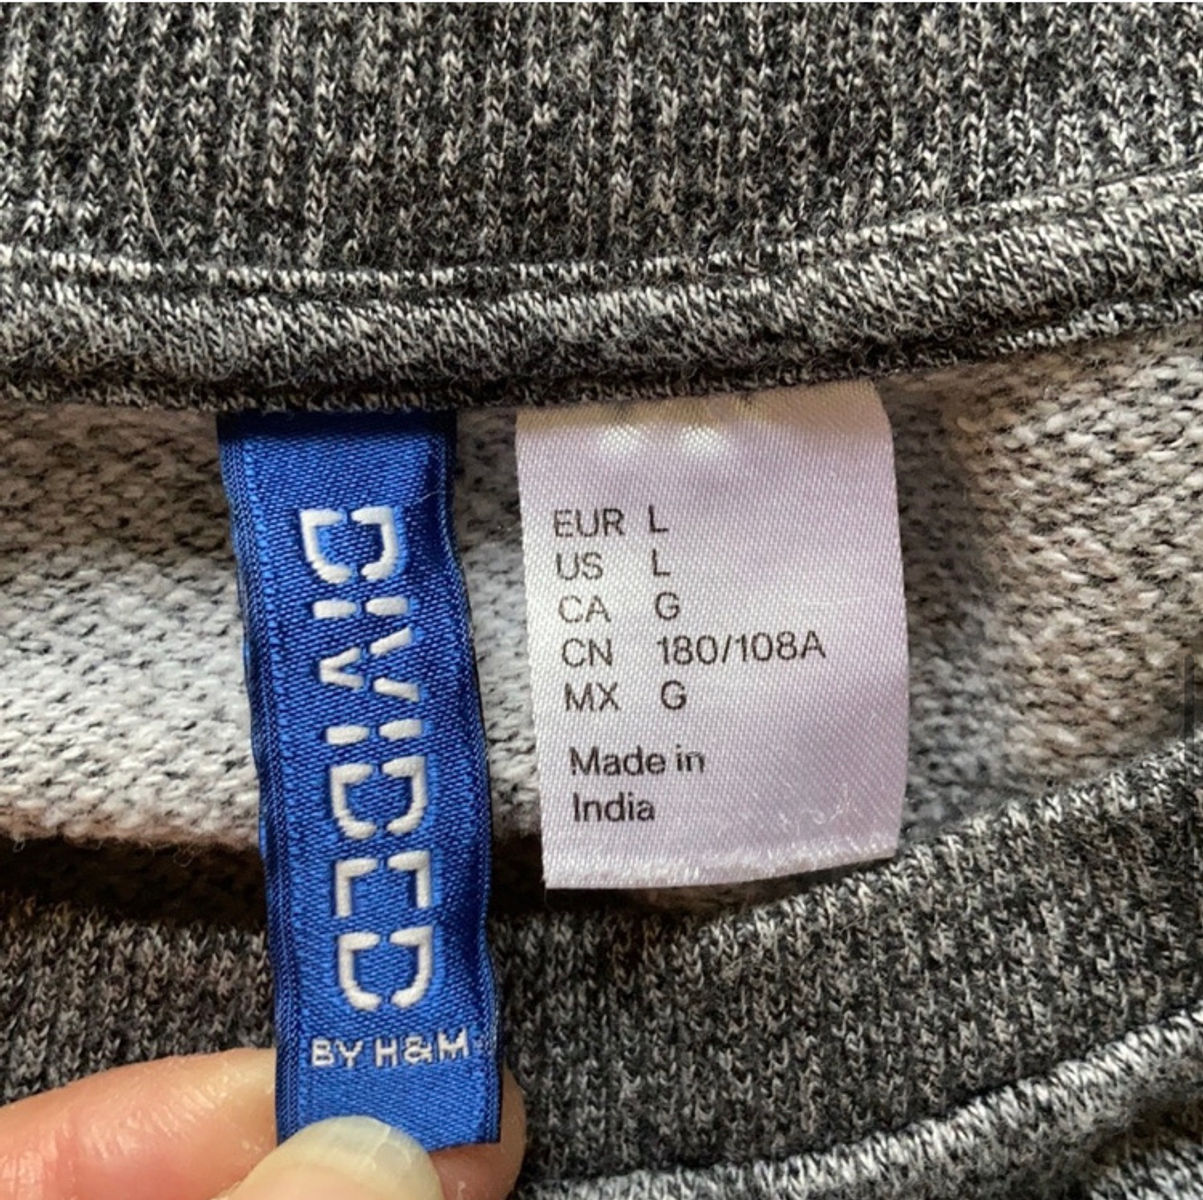 DIVIDED
BY H&M
EUR L
US L
CA G
CN 180/108A
MX G
Made in
India